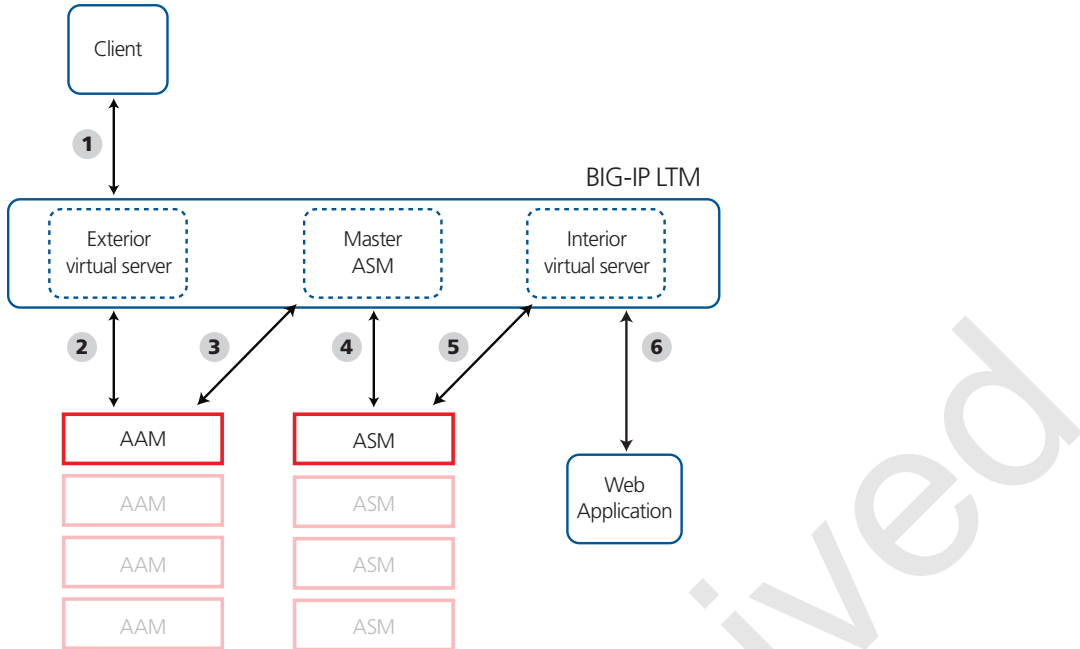 Client
1
BIG-IP LTM
Exterior
virtual server
Master
ASM
Interior
virtual server
2
3
4
5
6
AAM
ASM
AAM
ASM
Web
Application
AAM
ASM
AAM
ASM
ived